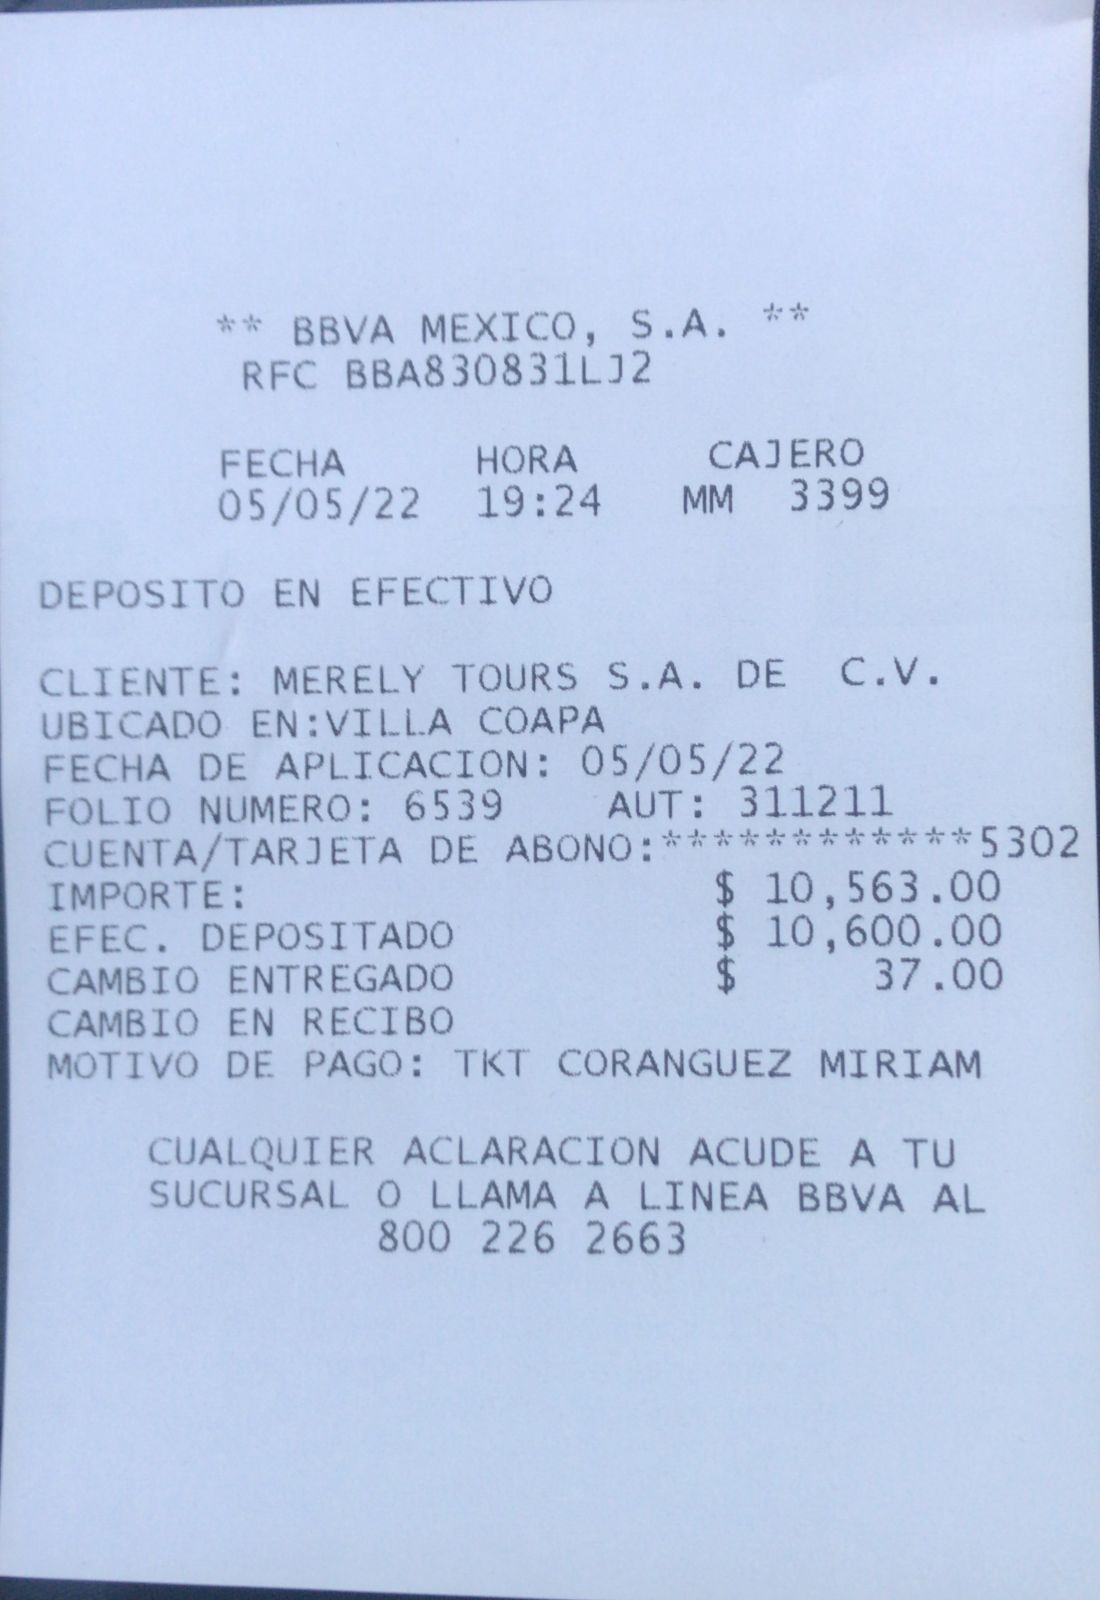 ** BBVA MEXICO, S.A. **
RFC BBA830831LJ2
FECHA HORA CAJERO
05/05/22 19:24 MM 3399
DEPOSITO EN EFECTIVO
CLIENTE: MERELY TOURS S.A. DE C.V.
UBICADO EN:VILLA COAPA
FECHA DE APLICACION: 05/05/22
FOLIO NUMERO: 6539 AUT: 311211
CUENTA/TARJETA DE ABONO:************5302
IMPORTE: $ 10,563.00
EFEC. DEPOSITADO $ 10,600.00
CAMBIO ENTREGADO $ 37.00
CAMBIO EN RECIBO
MOTIVO DE PAGO: TKT CORANGUEZ MIRIAM
CUALQUIER ACLARACION ACUDE A TU
SUCURSAL O LLAMA A LINEA BBVA AL
800 226 2663